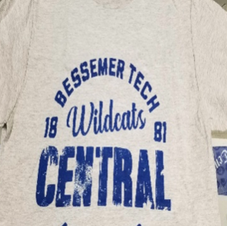 BESSEMER TECH
Wildcats
18 81
CENTRAL